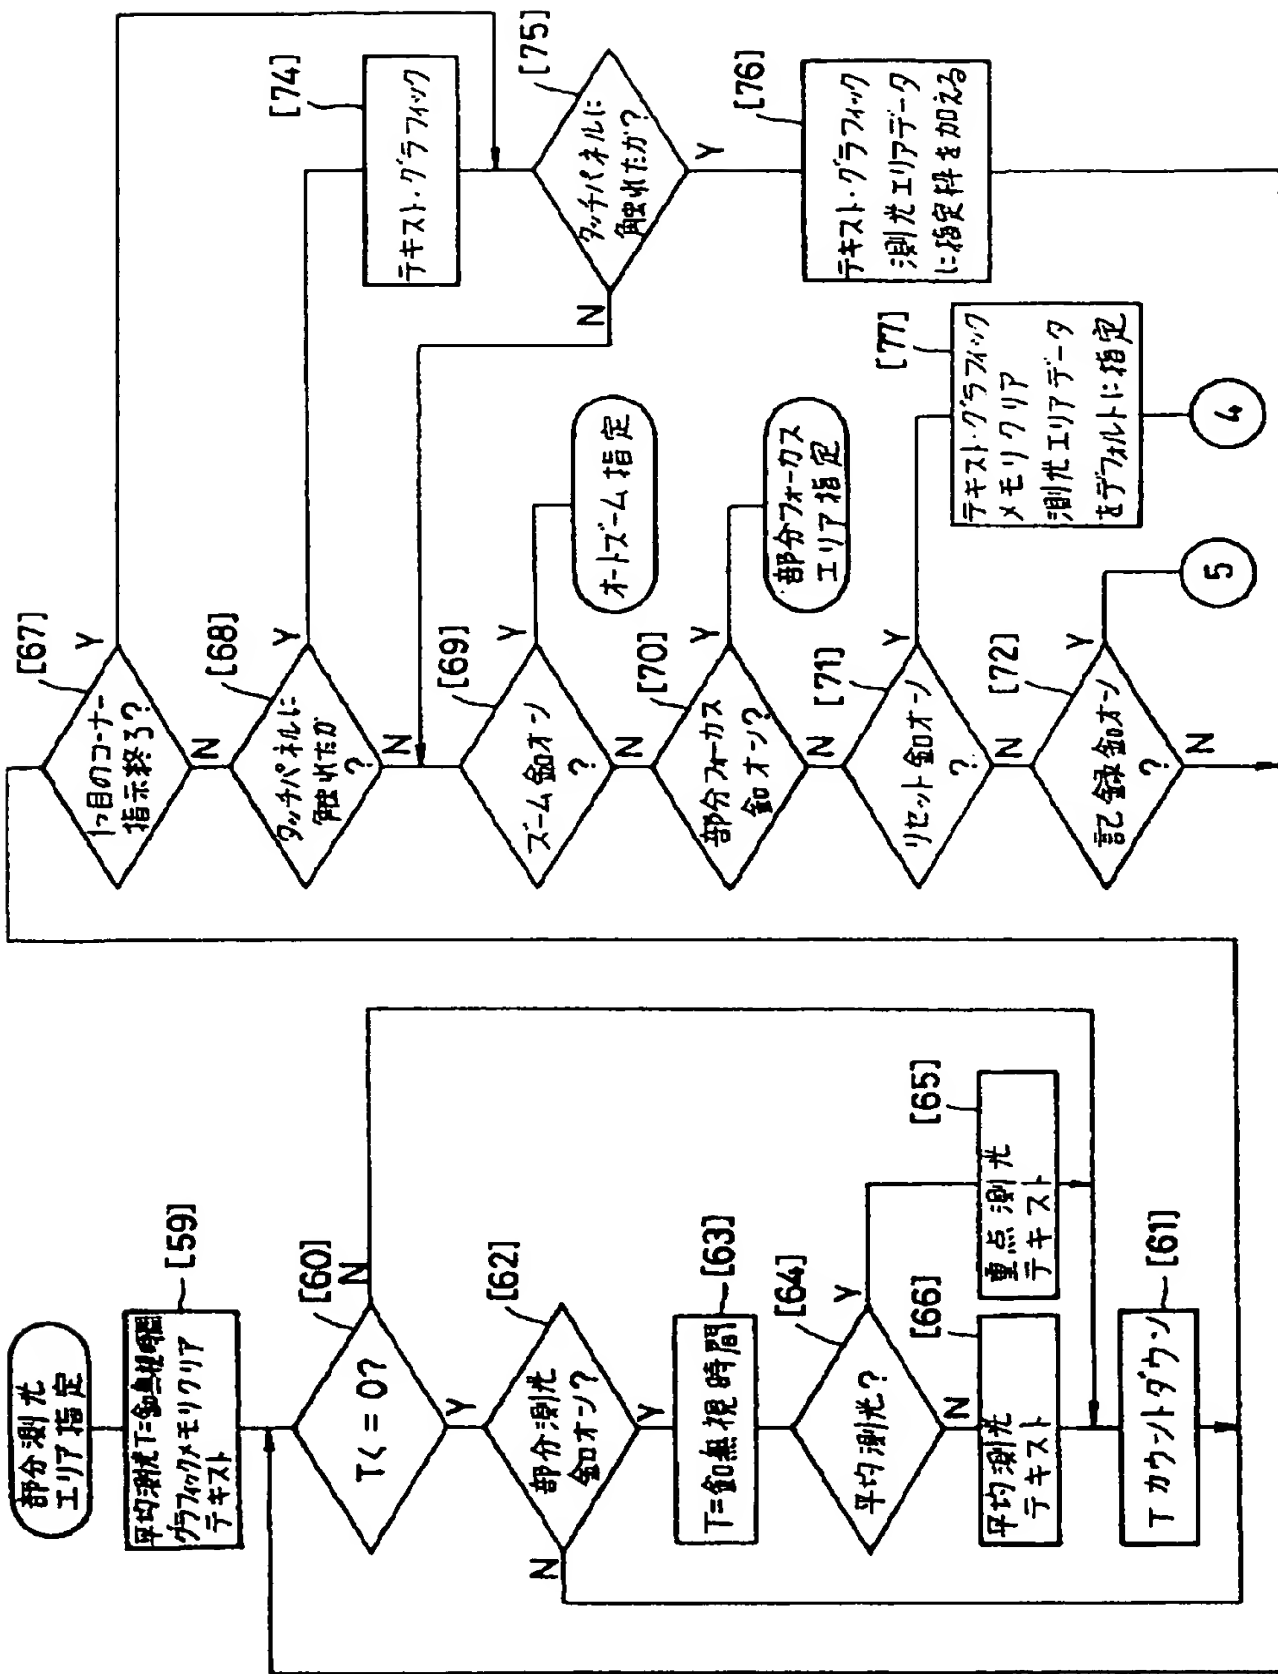 部分測光
エリア指定
[59]
平均測光T=釦無視時間
グラフィックメモリクリア
テキスト
[60]
T<=0?
N
Y
[62]
部分測光
釦オン?
N
Y
[63]
T=釦無視時間
[64]
平均測光?
Y
N
[65]
重点測光
テキスト
[66]
平均測光
テキスト
[61]
Tカウントダウン
[67]
1つ目のコーナー
指示終る?
Y
N
[68]
タッチパネルに
触れたか
?
Y
N
[69]
ズーム釦オン
?
Y
N
オートズーム指定
[70]
部分フォーカス
釦オン?
Y
N
部分フォーカス
エリア指定
[71]
リセット釦オン
?
Y
N
[77]
テキスト・グラフィック
メモリクリア
測光エリアデータ
をデフォルトに指定
4
[72]
記録釦オン
?
Y
N
5
[74]
テキスト・グラフィック
[75]
タッチパネルに
触れたか?
N
Y
[76]
テキスト・グラフィック
測光エリアデータ
に指定枠を加える